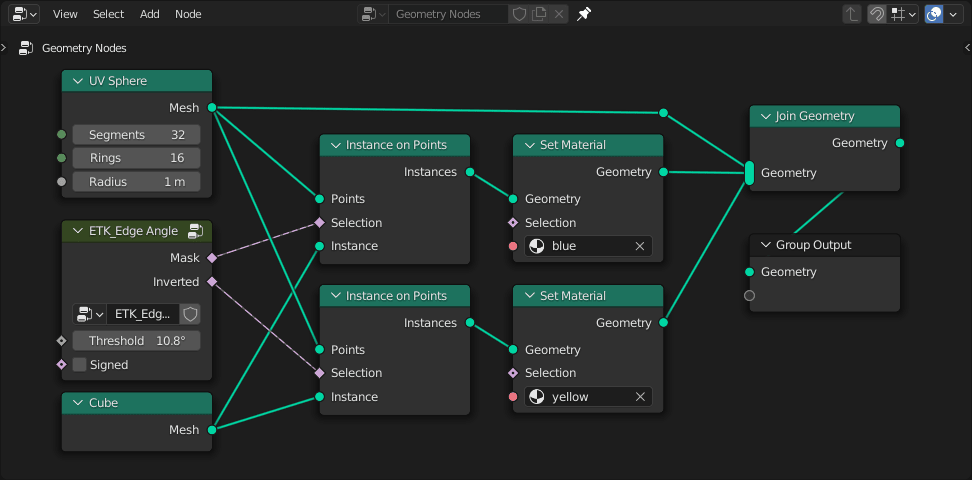 View Select Add Node Geometry Nodes
Geometry Nodes
UV Sphere
Mesh
Segments 32
Rings 16
Radius 1 m
ETK_Edge Angle
Mask
Inverted
ETK_Edg...
Threshold 10.8°
Signed
Cube
Mesh
Instance on Points
Instances
Points
Selection
Instance
Instance on Points
Instances
Points
Selection
Instance
Set Material
Geometry
Geometry
Selection
blue
Set Material
Geometry
Geometry
Selection
yellow
Join Geometry
Geometry
Geometry
Group Output
Geometry